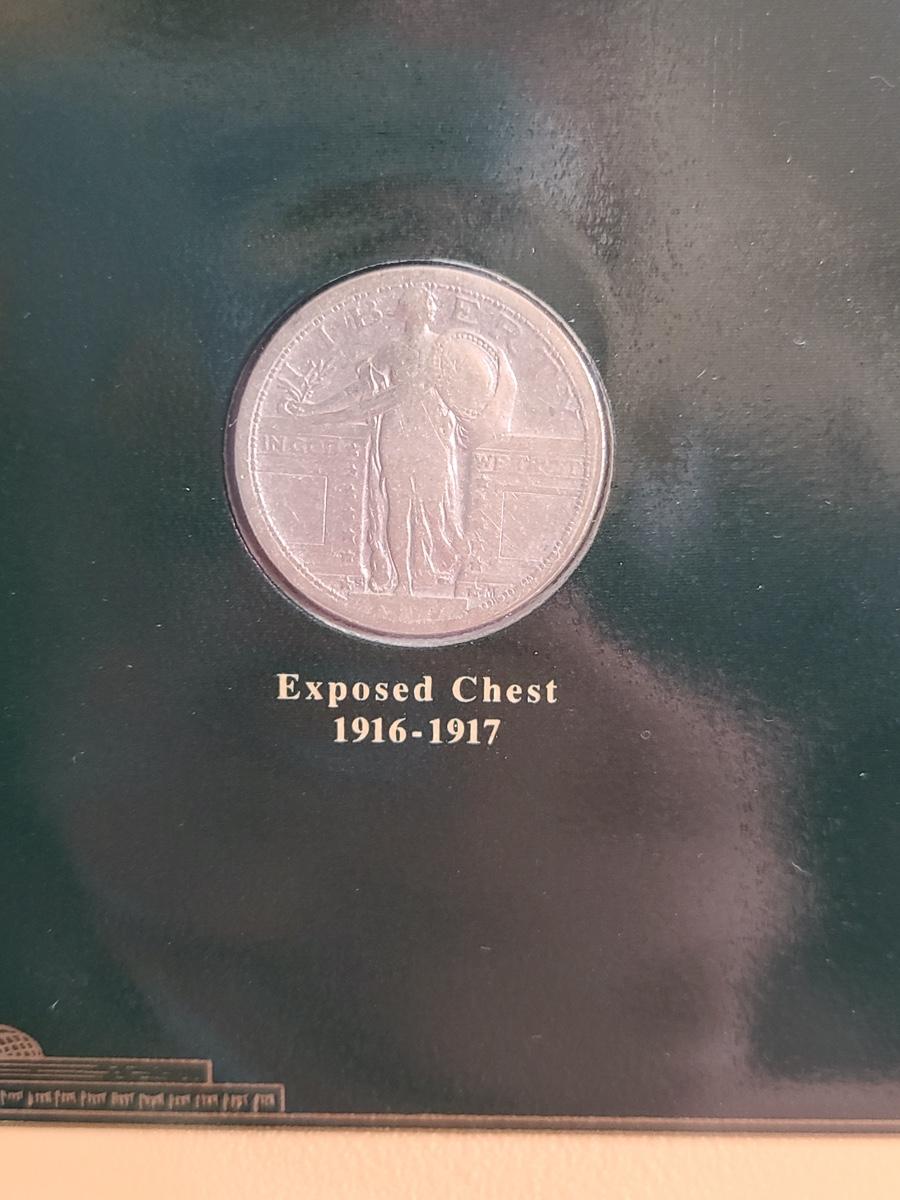 LIBERTY
IN GOD WE TRUST
M
Exposed Chest
1916-1917